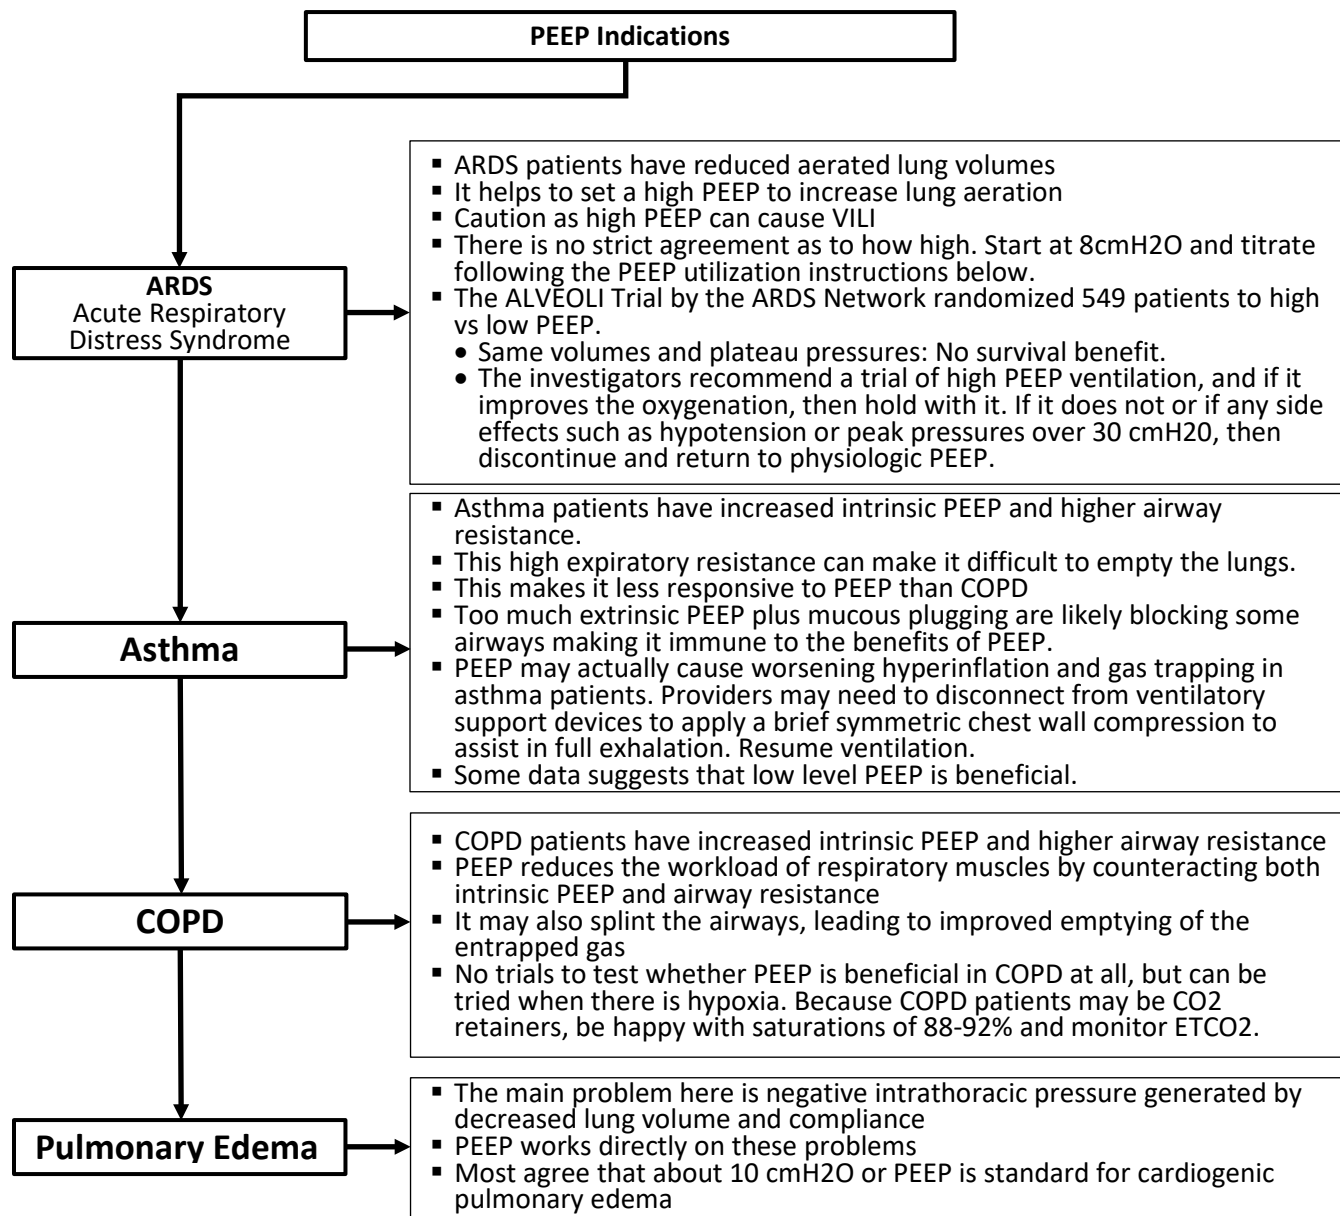 PEEP Indications
ARDS
Acute Respiratory
Distress Syndrome
▪ ARDS patients have reduced aerated lung volumes
▪ It helps to set a high PEEP to increase lung aeration
▪ Caution as high PEEP can cause VILI
▪ There is no strict agreement as to how high. Start at 8cmH2O and titrate
following the PEEP utilization instructions below.
▪ The ALVEOLI Trial by the ARDS Network randomized 549 patients to high
vs low PEEP.
• Same volumes and plateau pressures: No survival benefit.
• The investigators recommend a trial of high PEEP ventilation, and if it
improves the oxygenation, then hold with it. If it does not or if any side
effects such as hypotension or peak pressures over 30 cmH20, then
discontinue and return to physiologic PEEP.
Asthma
▪ Asthma patients have increased intrinsic PEEP and higher airway
resistance.
▪ This high expiratory resistance can make it difficult to empty the lungs.
▪ This makes it less responsive to PEEP than COPD
▪ Too much extrinsic PEEP plus mucous plugging are likely blocking some
airways making it immune to the benefits of PEEP.
▪ PEEP may actually cause worsening hyperinflation and gas trapping in
asthma patients. Providers may need to disconnect from ventilatory
support devices to apply a brief symmetric chest wall compression to
assist in full exhalation. Resume ventilation.
▪ Some data suggests that low level PEEP is beneficial.
COPD
▪ COPD patients have increased intrinsic PEEP and higher airway resistance
▪ PEEP reduces the workload of respiratory muscles by counteracting both
intrinsic PEEP and airway resistance
▪ It may also splint the airways, leading to improved emptying of the
entrapped gas
▪ No trials to test whether PEEP is beneficial in COPD at all, but can be
tried when there is hypoxia. Because COPD patients may be CO2
retainers, be happy with saturations of 88-92% and monitor ETCO2.
Pulmonary Edema
▪ The main problem here is negative intrathoracic pressure generated by
decreased lung volume and compliance
▪ PEEP works directly on these problems
▪ Most agree that about 10 cmH2O or PEEP is standard for cardiogenic
pulmonary edema